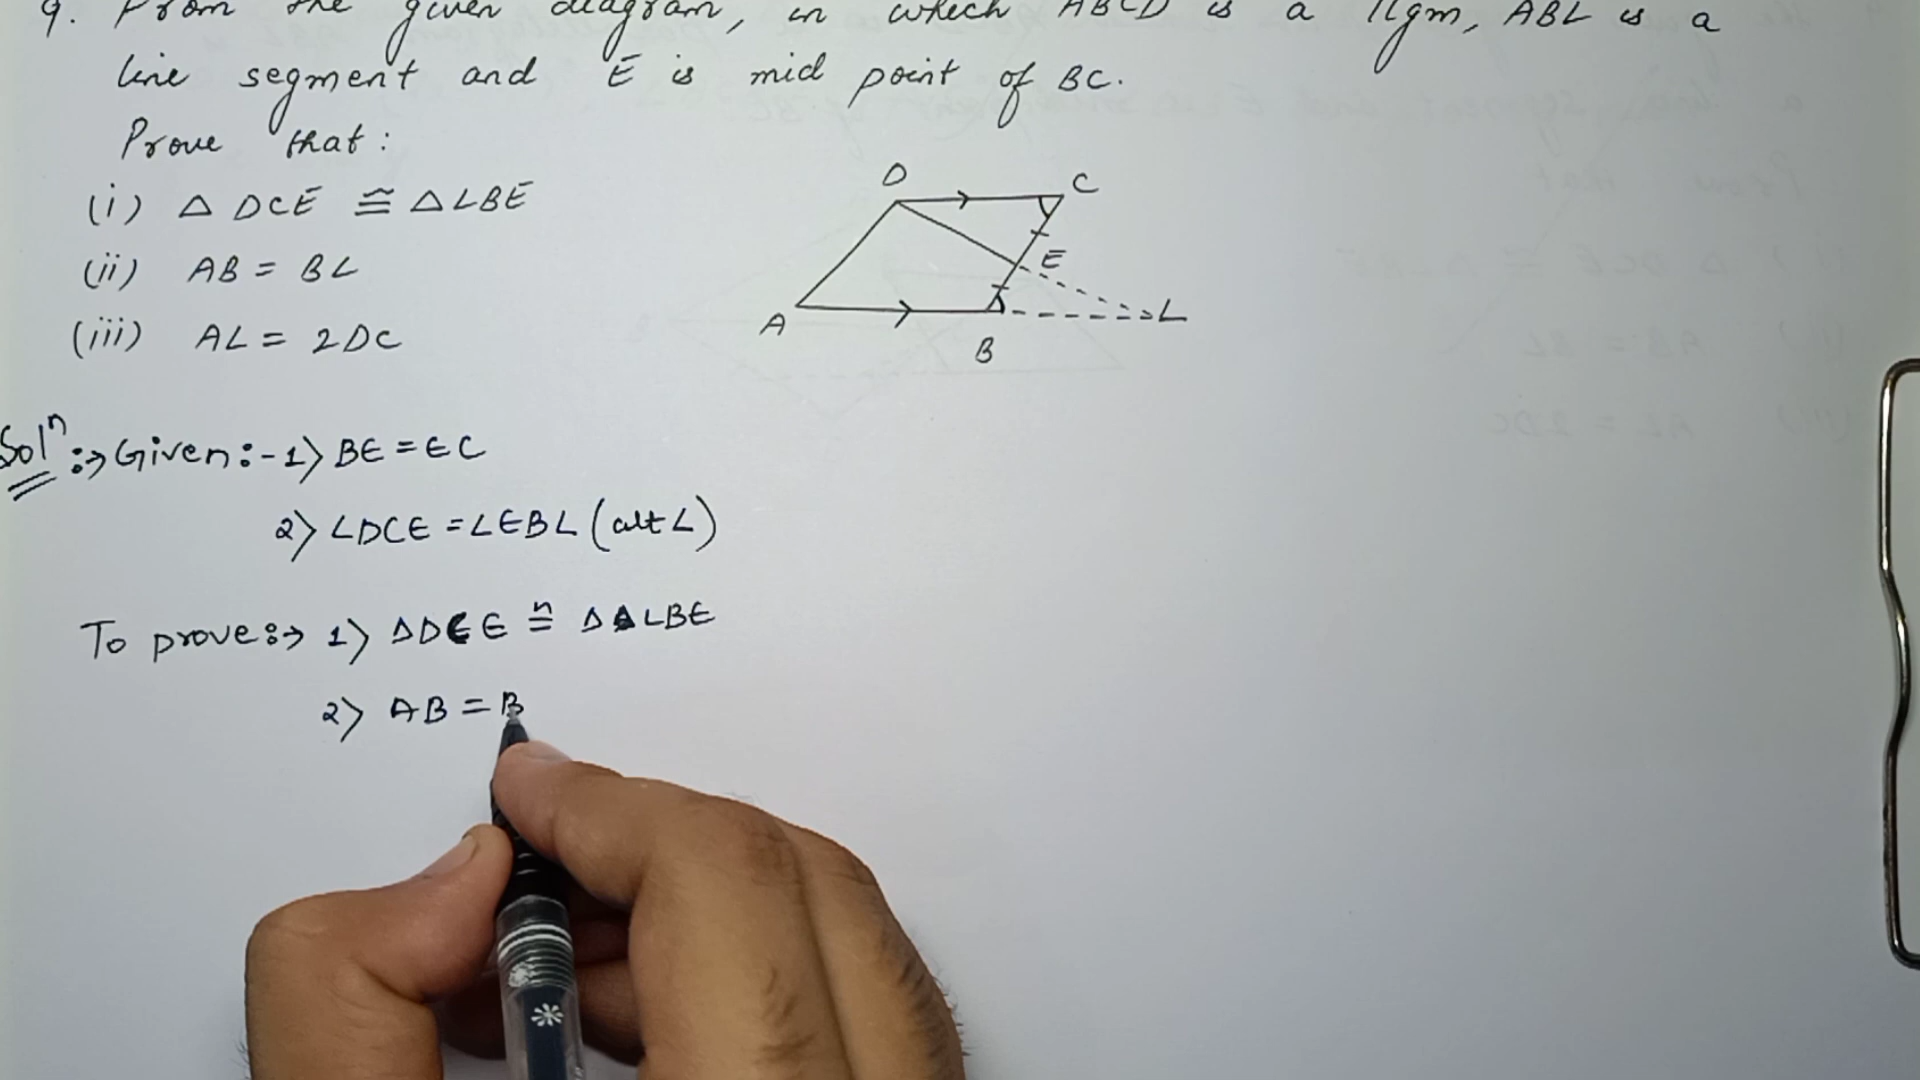 9. From the given diagram, in which ABCD is a ||gm, ABL is a
line segment and E is mid point of BC.
Prove that :
(i) △ DCE ≅ △ LBE
(ii) AB = BL
(iii) AL = 2DC
D C
E
A B L
Solⁿ :→ Given :- 1) BE = EC
2) ∠DCE = ∠EBL (alt ∠)
To prove :→ 1) △DCE ≅ △LBE
2) AB = B